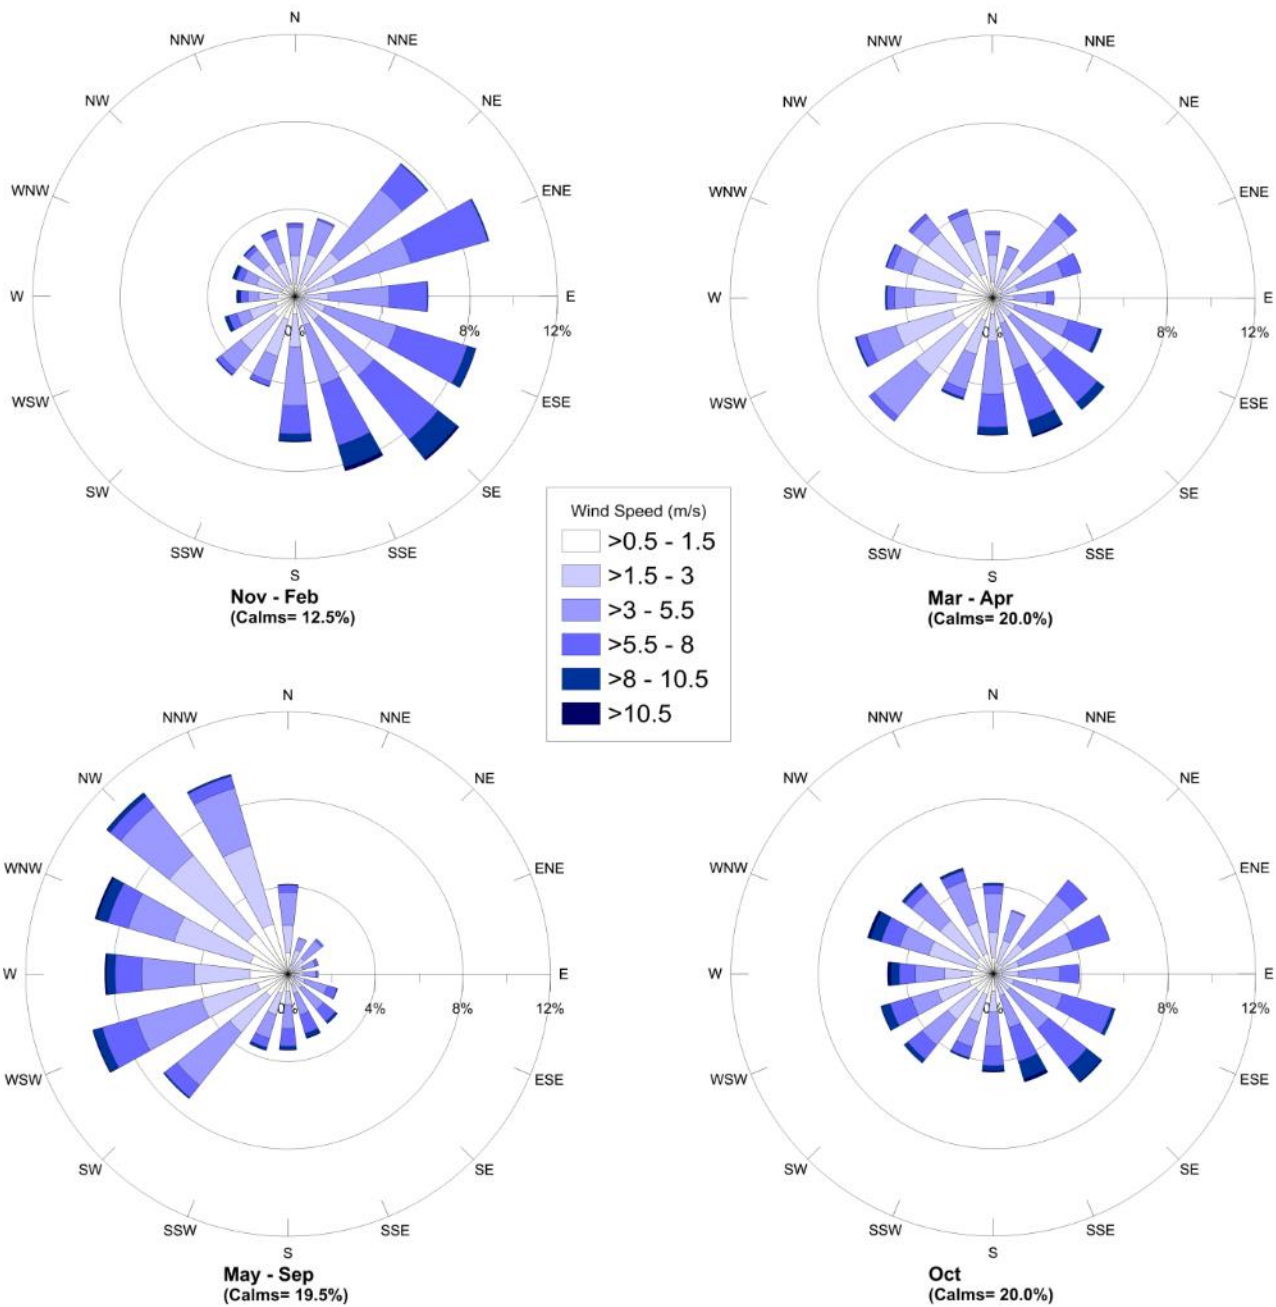 N
NNW
NNE
NW
NE
WNW
ENE
W
E
0%
8%
12%
WSW
ESE
SW
SE
SSW
SSE
S
Nov - Feb
(Calms= 12.5%)
N
NNW
NNE
NW
NE
WNW
ENE
W
E
0%
8%
12%
WSW
ESE
SW
SE
SSW
SSE
S
Mar - Apr
(Calms= 20.0%)
Wind Speed (m/s)
>0.5 - 1.5
>1.5 - 3
>3 - 5.5
>5.5 - 8
>8 - 10.5
>10.5
N
NNW
NNE
NW
NE
WNW
ENE
W
E
0%
4%
8%
12%
WSW
ESE
SW
SE
SSW
SSE
S
May - Sep
(Calms= 19.5%)
N
NNW
NNE
NW
NE
WNW
ENE
W
E
0%
8%
12%
WSW
ESE
SW
SE
SSW
SSE
S
Oct
(Calms= 20.0%)